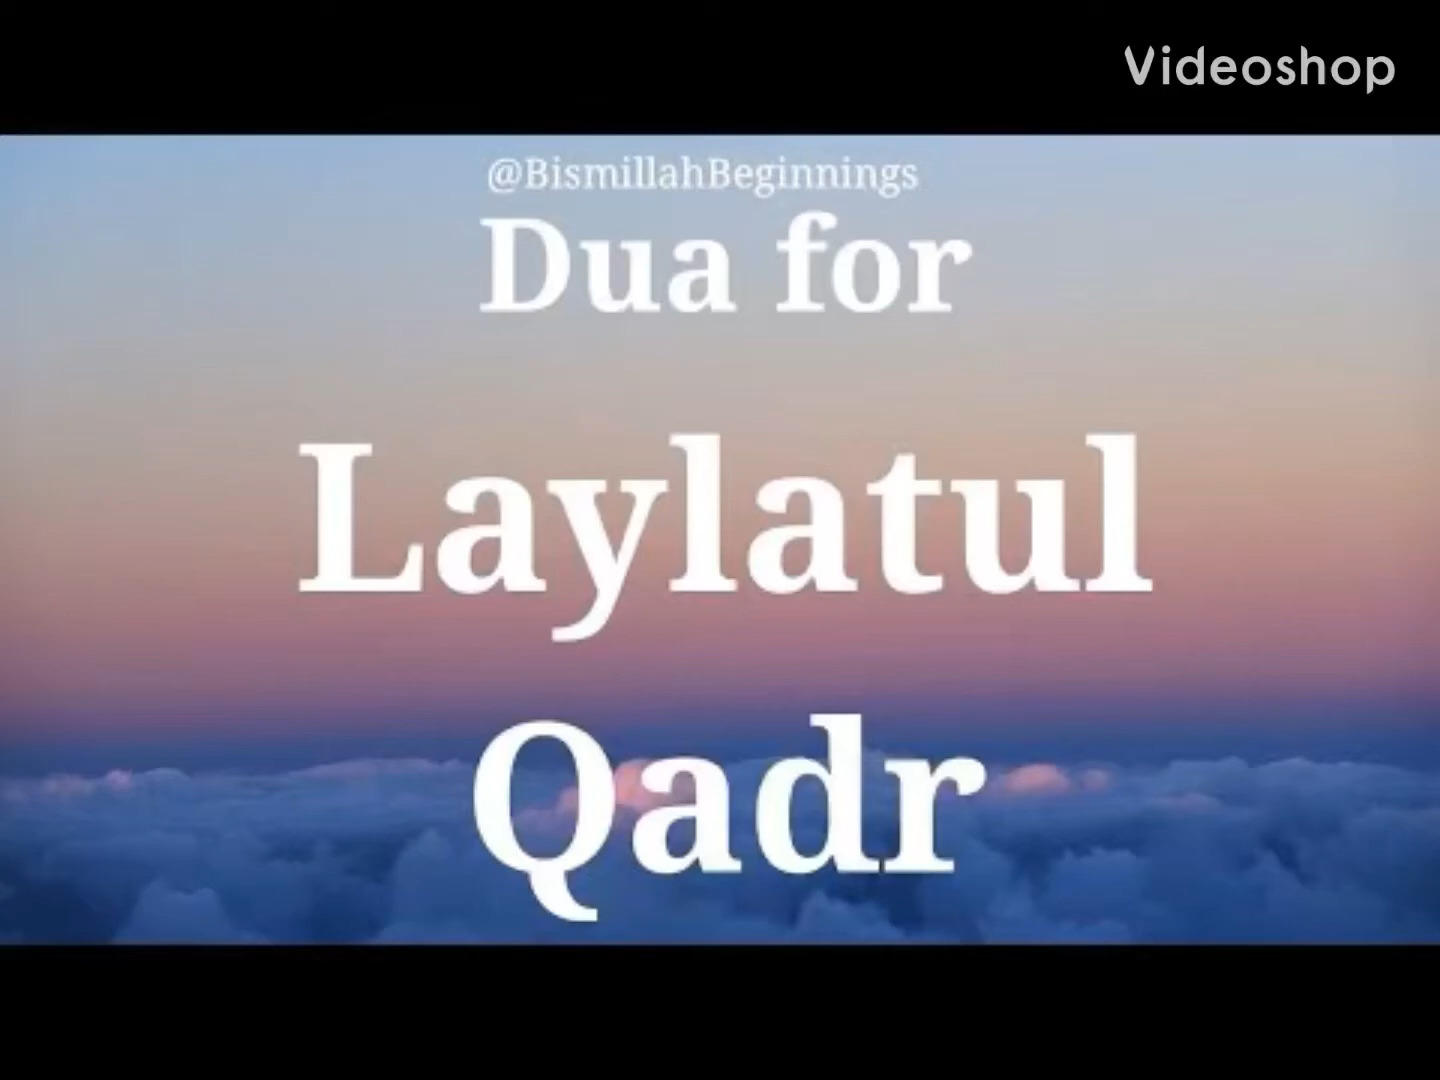 Videoshop
@BismillahBeginnings
Dua for
Laylatul
Qadr